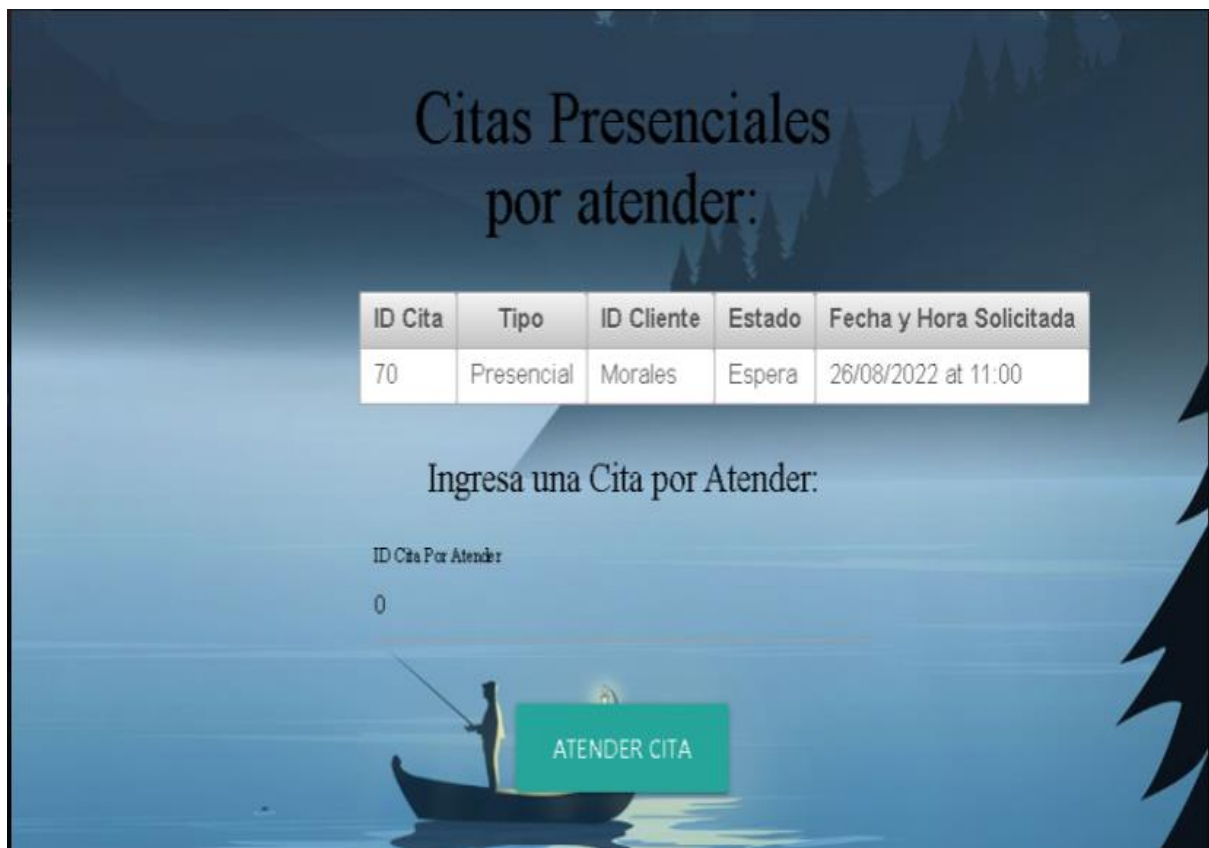 Citas Presenciales
por atender:
ID Cita Tipo ID Cliente Estado Fecha y Hora Solicitada
70 Presencial Morales Espera 26/08/2022 at 11:00
Ingresa una Cita por Atender:
ID Cita Por Atender
0
ATENDER CITA